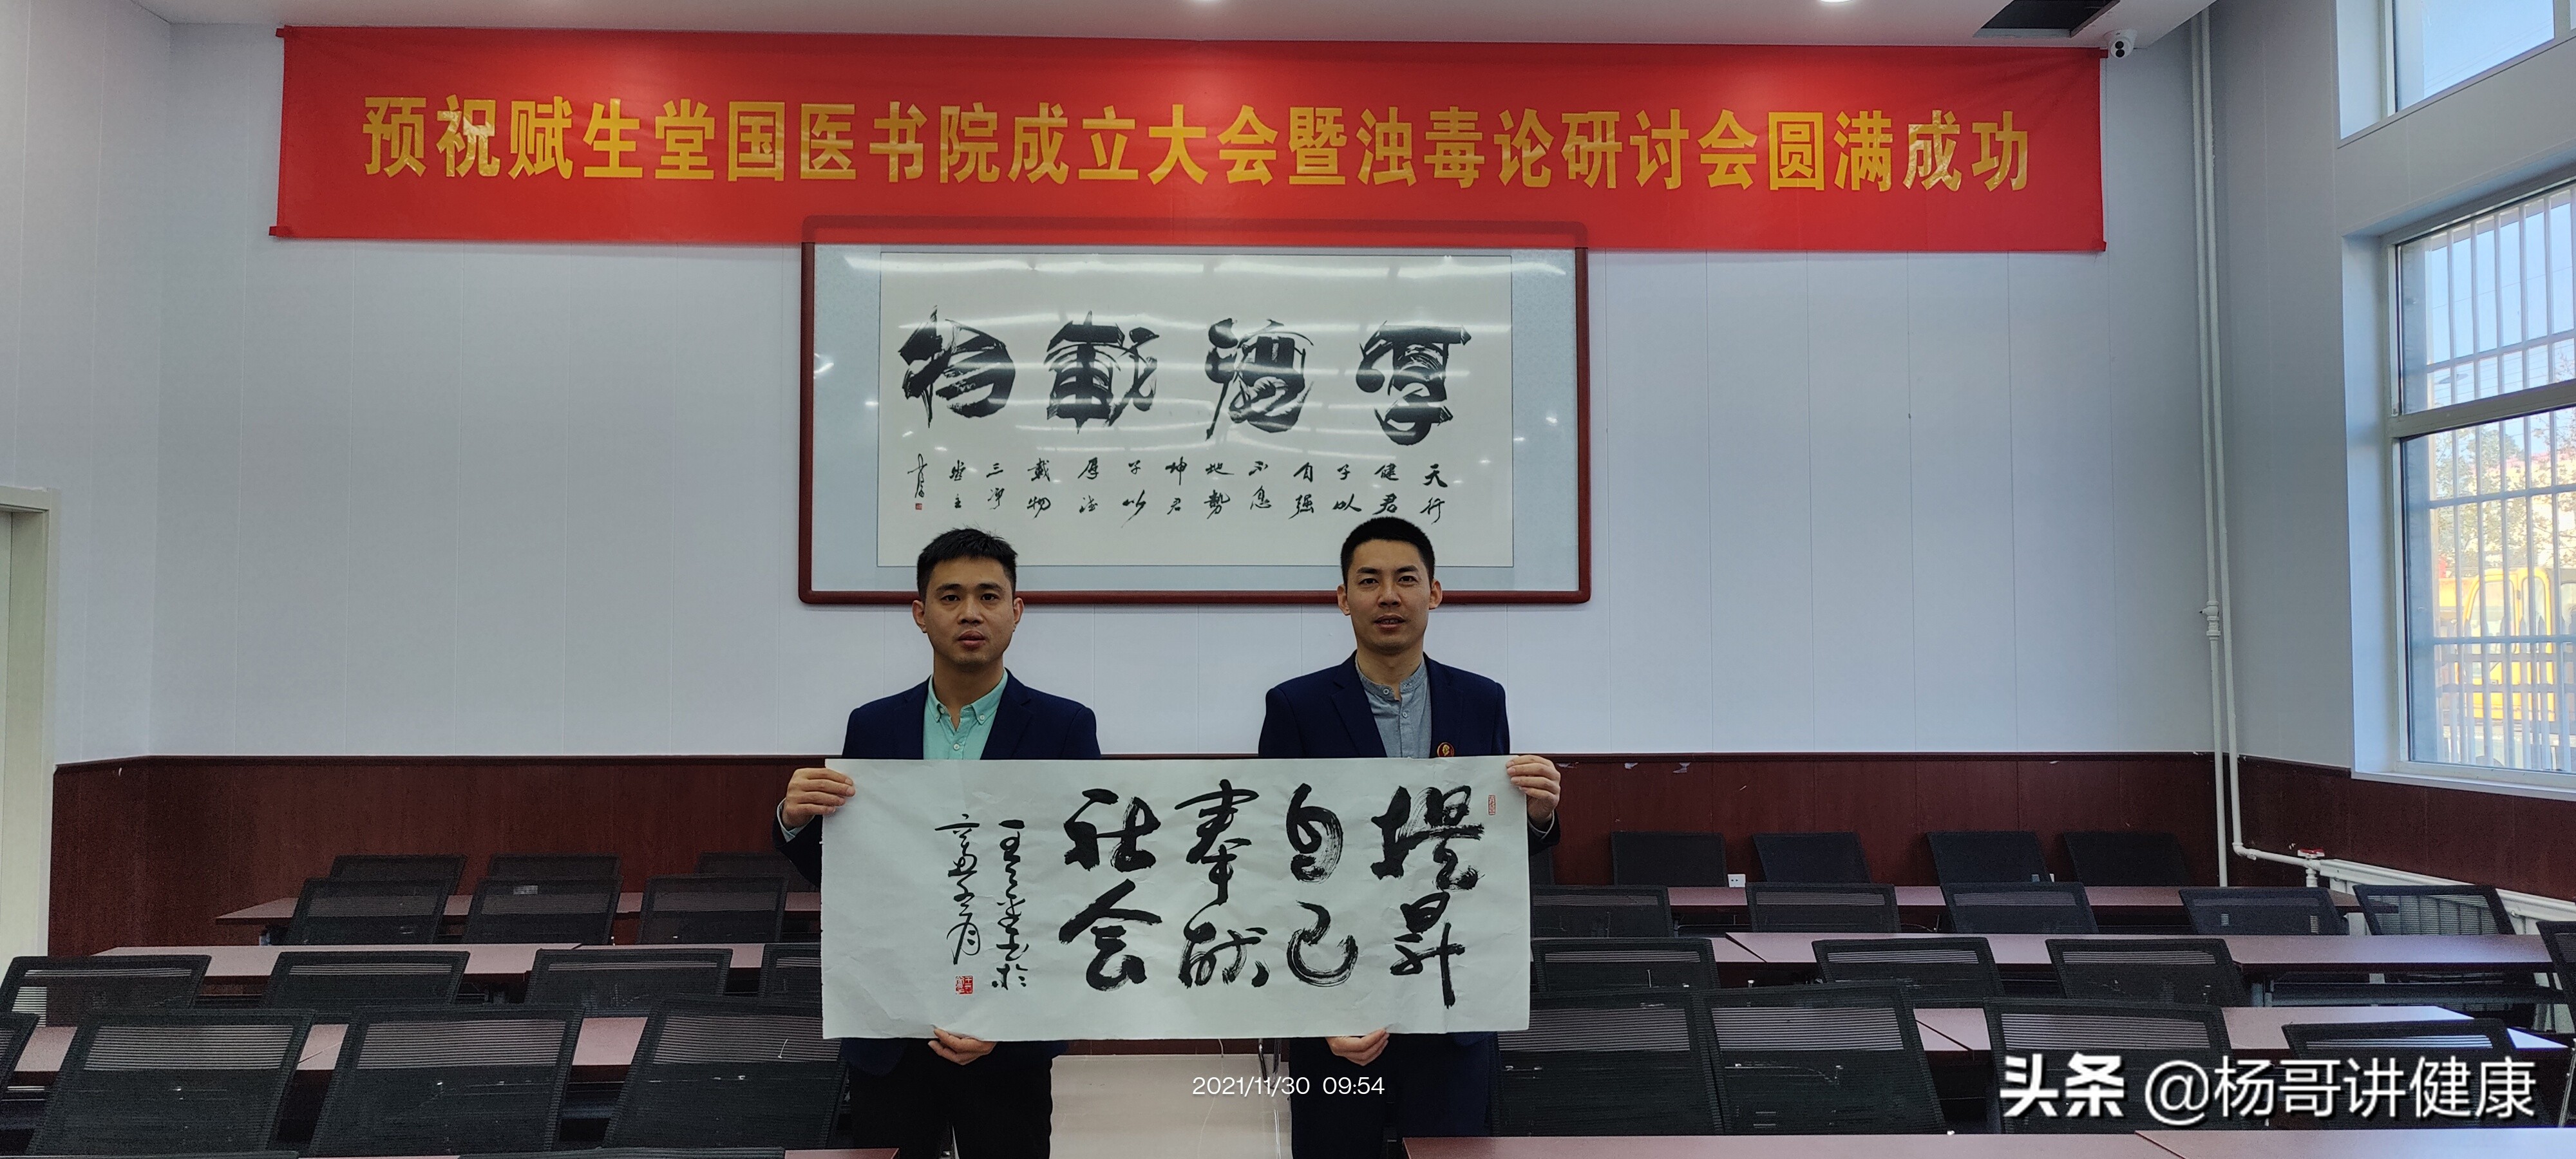 预祝赋生堂国医书院成立大会暨浊毒论研讨会圆满成功
厚德载物
天行
健君
子以
自强
不息
地势
坤君
子以
厚德
载物
提昇
自己
奉献
社会
2021/11/30 09:54
头条 @杨哥讲健康